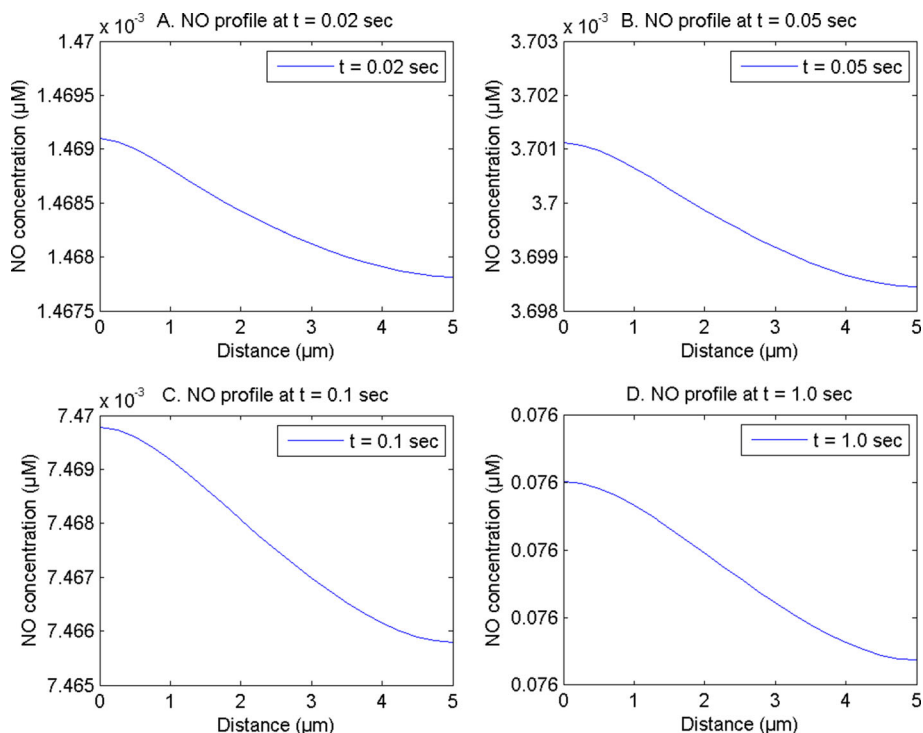 A. NO profile at t = 0.02 sec
x 10-3
1.47
1.4695
1.469
1.4685
1.468
1.4675
NO concentration (µM)
t = 0.02 sec
0 1 2 3 4 5
Distance (µm)
B. NO profile at t = 0.05 sec
x 10-3
3.703
3.702
3.701
3.7
3.699
3.698
NO concentration (µM)
t = 0.05 sec
0 1 2 3 4 5
Distance (µm)
C. NO profile at t = 0.1 sec
x 10-3
7.47
7.469
7.468
7.467
7.466
7.465
NO concentration (µM)
t = 0.1 sec
0 1 2 3 4 5
Distance (µm)
D. NO profile at t = 1.0 sec
0.076
0.076
0.076
0.076
0.076
NO concentration (µM)
t = 1.0 sec
0 1 2 3 4 5
Distance (µm)